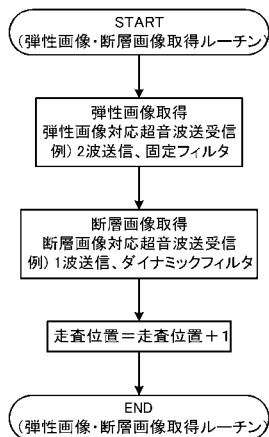 START
(弾性画像・断層画像取得ルーチン)
弾性画像取得
弾性画像対応超音波送受信
例) 2波送信、固定フィルタ
断層画像取得
断層画像対応超音波送受信
例) 1波送信、ダイナミックフィルタ
走査位置=走査位置+1
END
(弾性画像・断層画像取得ルーチン)